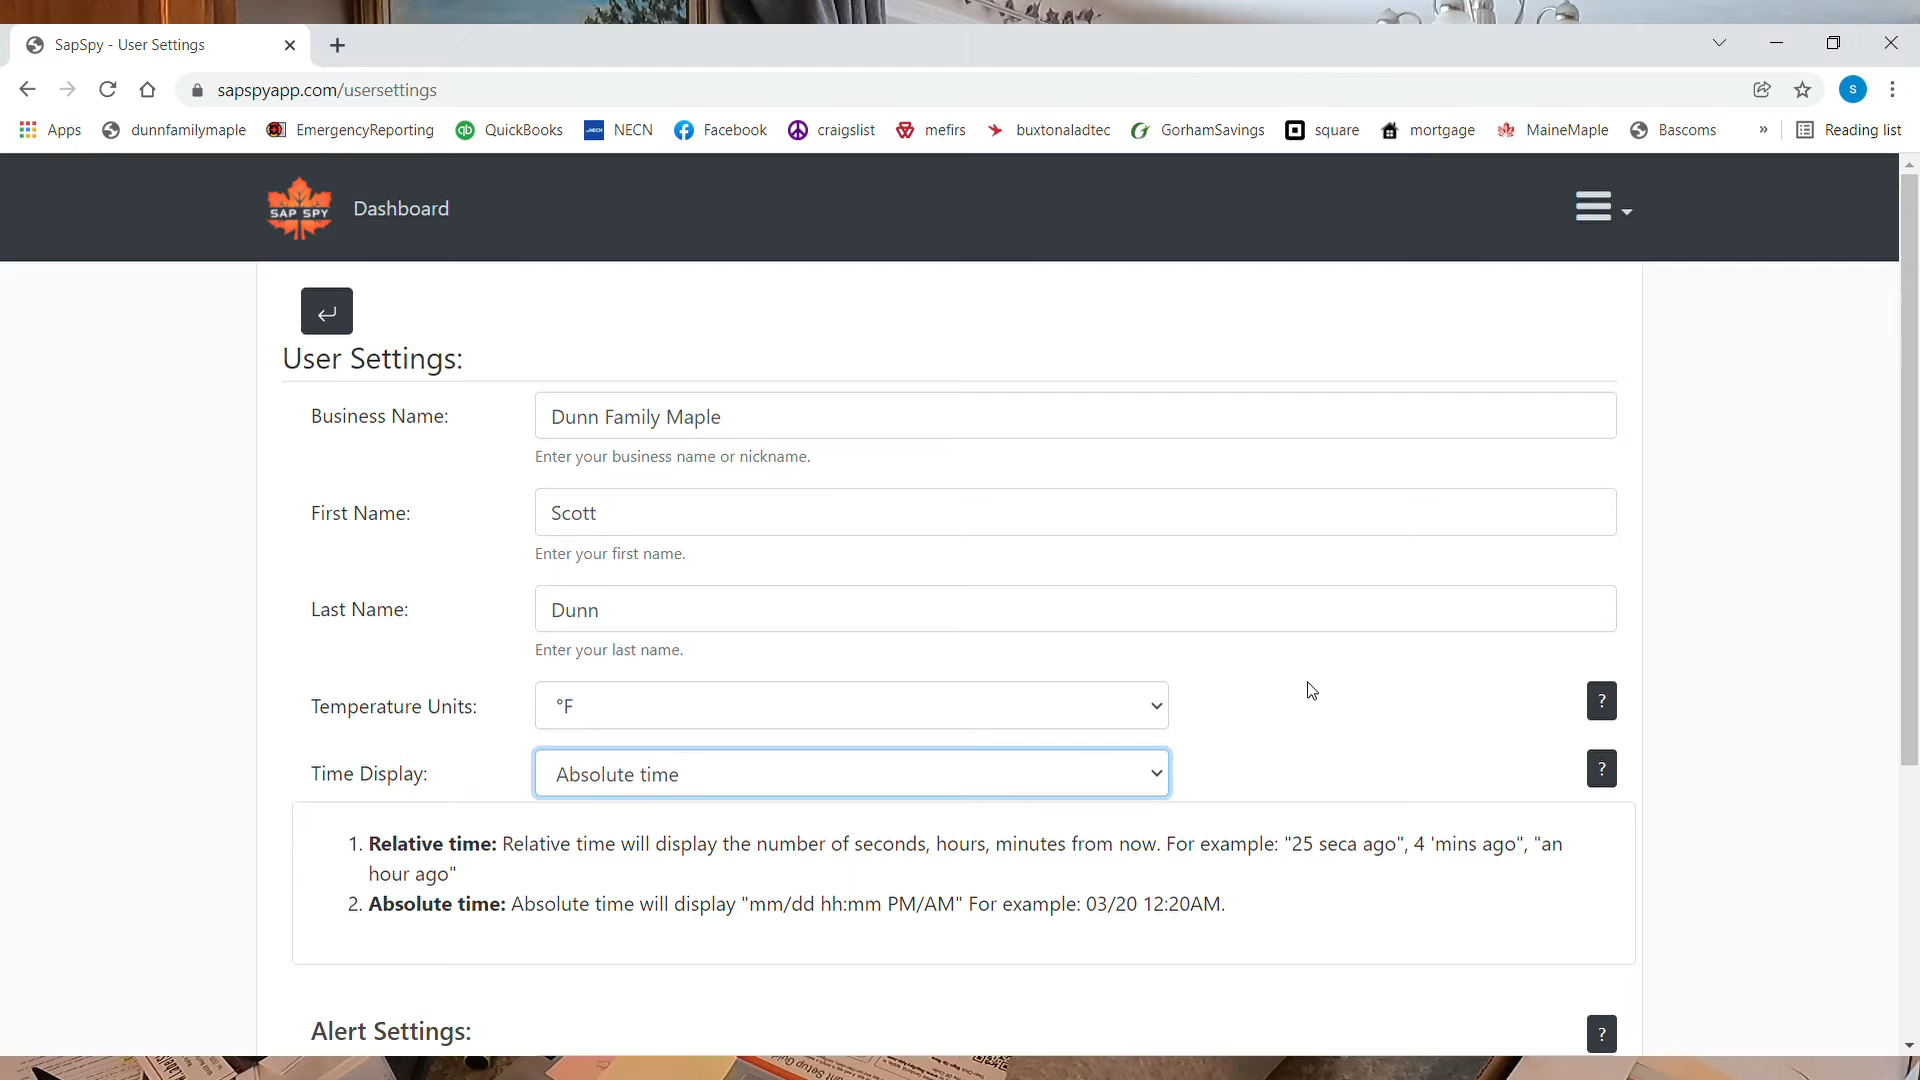 SapSpy - User Settings
sapspyapp.com/usersettings
s
Apps dunnfamilymaple EmergencyReporting QuickBooks NECN Facebook craigslist mefirs buxtonaladtec GorhamSavings square mortgage MaineMaple Bascoms » Reading list
SAP SPY
Dashboard
User Settings:
Business Name:
Dunn Family Maple
Enter your business name or nickname.
First Name:
Scott
Enter your first name.
Last Name:
Dunn
Enter your last name.
Temperature Units:
°F
?
Time Display:
Absolute time
?
1. Relative time: Relative time will display the number of seconds, hours, minutes from now. For example: "25 seca ago", 4 'mins ago", "an
hour ago"
2. Absolute time: Absolute time will display "mm/dd hh:mm PM/AM" For example: 03/20 12:20AM.
Alert Settings:
?